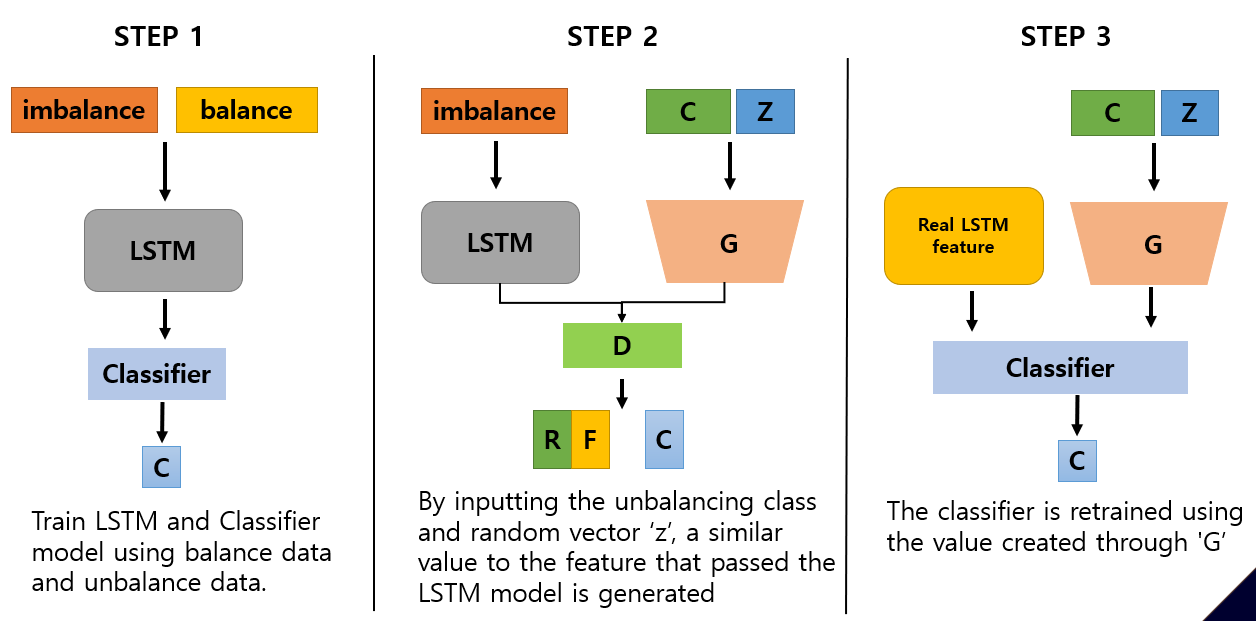 STEP 1
imbalance
balance
LSTM
Classifier
C
Train LSTM and Classifier
model using balance data
and unbalance data.
STEP 2
imbalance
C
Z
LSTM
G
D
R
F
C
By inputting the unbalancing class
and random vector ‘z’, a similar
value to the feature that passed the
LSTM model is generated
STEP 3
C
Z
Real LSTM
feature
G
Classifier
C
The classifier is retrained using
the value created through 'G’